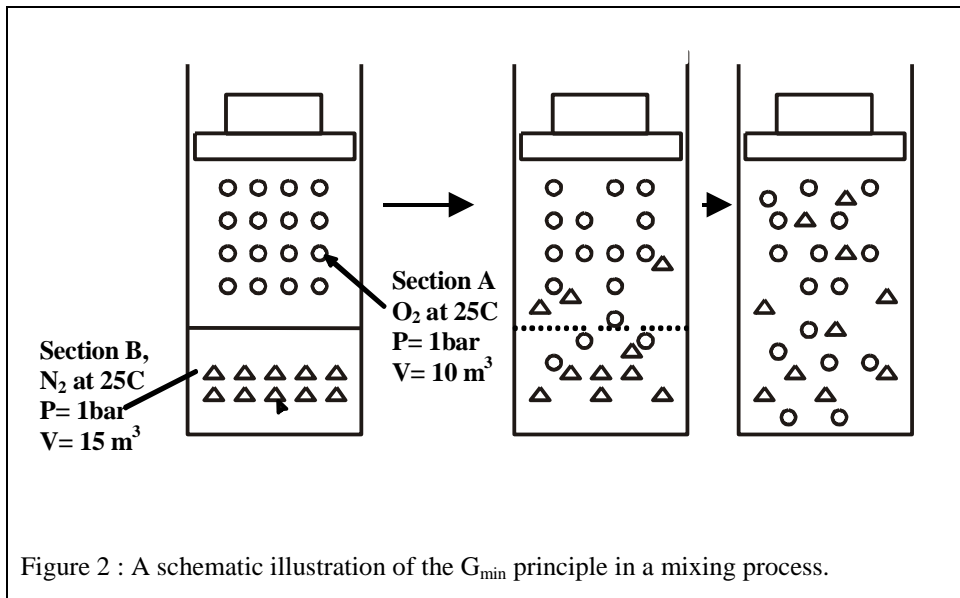 Section A
O₂ at 25C
P= 1bar
V= 10 m³
Section B,
N₂ at 25C
P= 1bar
V= 15 m³
Figure 2 : A schematic illustration of the Gmin principle in a mixing process.